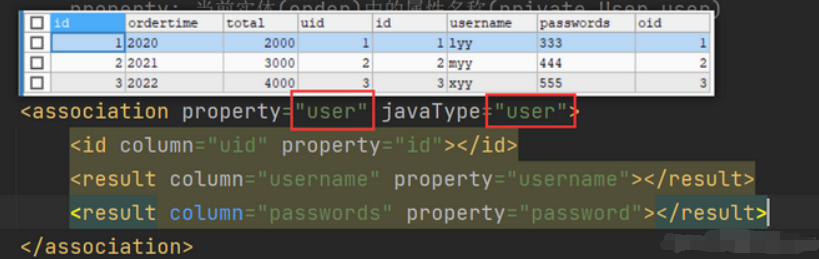 property: 当前实体(order)中的属性名称(private User user)
id ordertime total uid id username passwords oid
1 2020 2000 1 1 lyy 333 1
2 2021 3000 2 2 myy 444 2
3 2022 4000 3 3 xyy 555 3
<association property="user" javaType="user">
<id column="uid" property="id"></id>
<result column="username" property="username"></result>
<result column="passwords" property="password"></result>
</association>